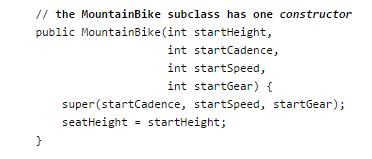 // the MountainBike subclass has one constructor
public MountainBike(int startHeight,
                    int startCadence,
                    int startSpeed,
                    int startGear) {
    super(startCadence, startSpeed, startGear);
    seatHeight = startHeight;
}